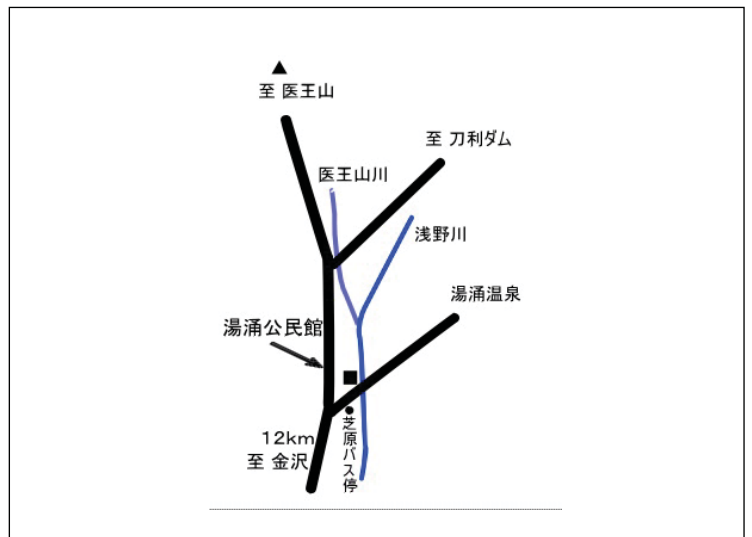 至 医王山
至 刀利ダム
医王山川
浅野川
湯涌温泉
湯涌公民館
12km
至 金沢
芝原バス停